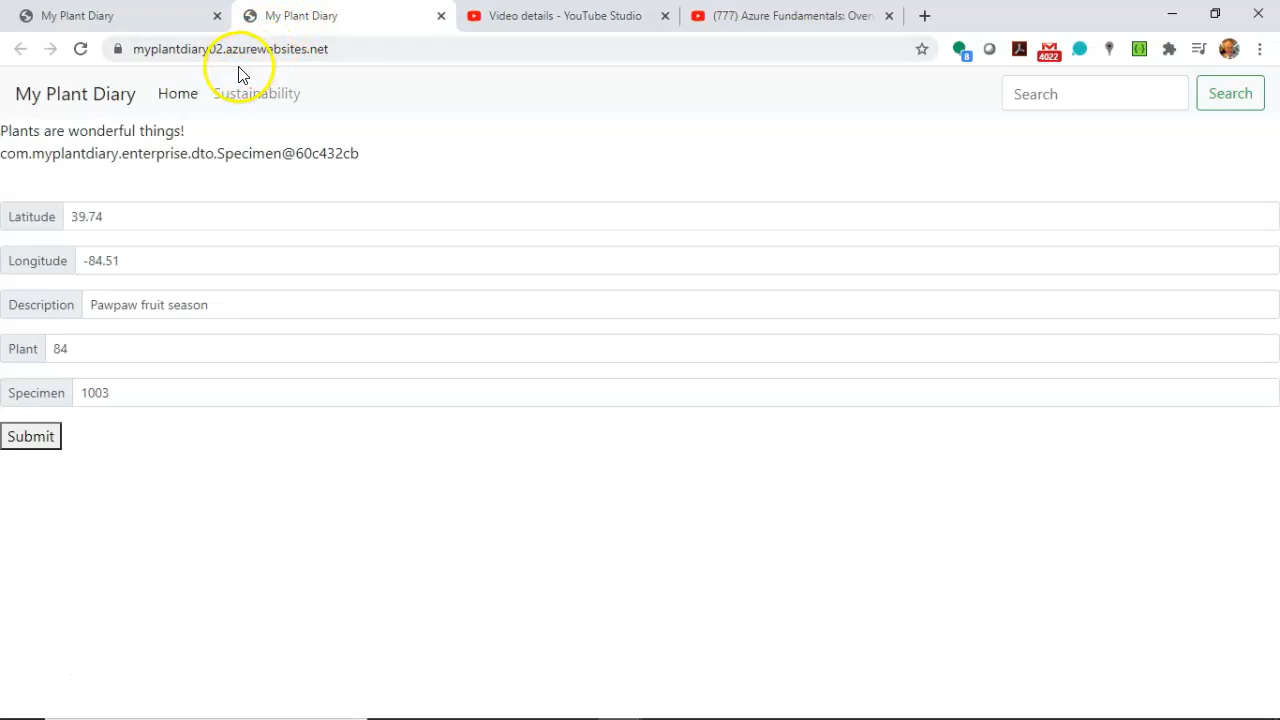 My Plant Diary
My Plant Diary
Video details - YouTube Studio
(777) Azure Fundamentals: Over
myplantdiary02.azurewebsites.net
8
4022
My Plant Diary
Home
Sustainability
Search
Search
Plants are wonderful things!
com.myplantdiary.enterprise.dto.Specimen@60c432cb
Latitude 39.74
Longitude -84.51
Description Pawpaw fruit season
Plant 84
Specimen 1003
Submit